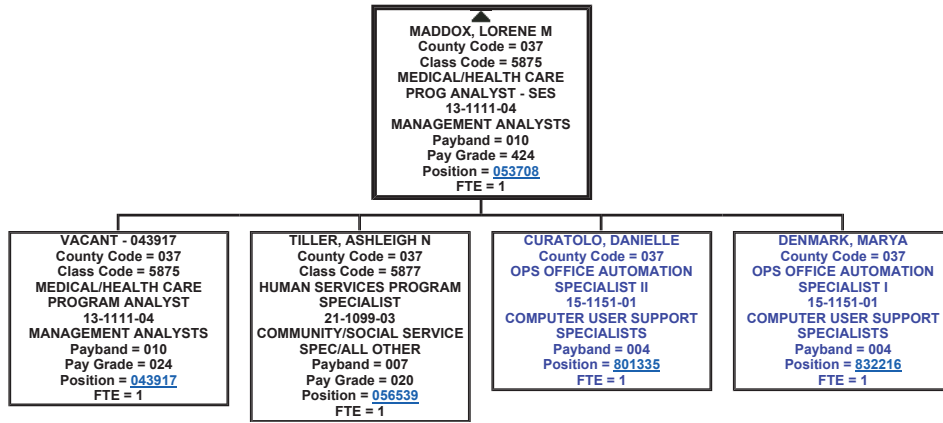 MADDOX, LORENE M
County Code = 037
Class Code = 5875
MEDICAL/HEALTH CARE
PROG ANALYST - SES
13-1111-04
MANAGEMENT ANALYSTS
Payband = 010
Pay Grade = 424
Position = 053708
FTE = 1
VACANT - 043917
County Code = 037
Class Code = 5875
MEDICAL/HEALTH CARE
PROGRAM ANALYST
13-1111-04
MANAGEMENT ANALYSTS
Payband = 010
Pay Grade = 024
Position = 043917
FTE = 1
TILLER, ASHLEIGH N
County Code = 037
Class Code = 5877
HUMAN SERVICES PROGRAM
SPECIALIST
21-1099-03
COMMUNITY/SOCIAL SERVICE
SPEC/ALL OTHER
Payband = 007
Pay Grade = 020
Position = 056539
FTE = 1
CURATOLO, DANIELLE
County Code = 037
OPS OFFICE AUTOMATION
SPECIALIST II
15-1151-01
COMPUTER USER SUPPORT
SPECIALISTS
Payband = 004
Position = 801335
FTE = 1
DENMARK, MARYA
County Code = 037
OPS OFFICE AUTOMATION
SPECIALIST I
15-1151-01
COMPUTER USER SUPPORT
SPECIALISTS
Payband = 004
Position = 832216
FTE = 1